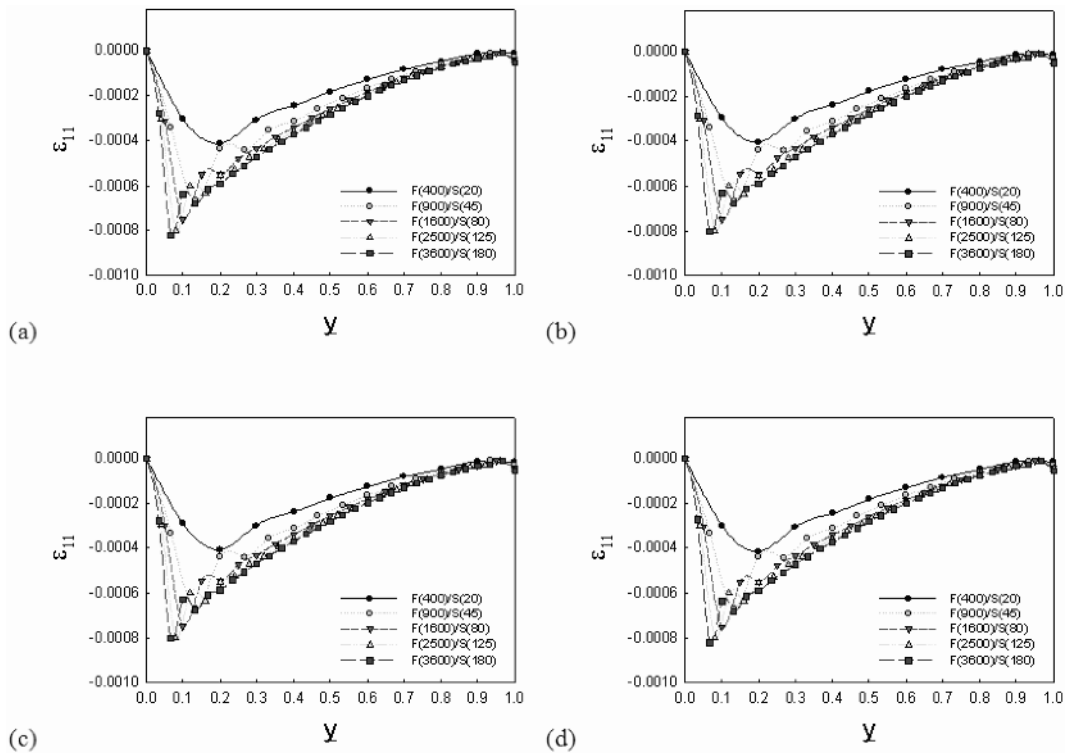 0.0000
-0.0002
-0.0004
-0.0006
-0.0008
-0.0010
ε11
0.0 0.1 0.2 0.3 0.4 0.5 0.6 0.7 0.8 0.9 1.0
y
F(400)/S(20)
F(900)/S(45)
F(1600)/S(80)
F(2500)/S(125)
F(3600)/S(180)
(a)
0.0000
-0.0002
-0.0004
-0.0006
-0.0008
-0.0010
ε11
0.0 0.1 0.2 0.3 0.4 0.5 0.6 0.7 0.8 0.9 1.0
y
F(400)/S(20)
F(900)/S(45)
F(1600)/S(80)
F(2500)/S(125)
F(3600)/S(180)
(b)
0.0000
-0.0002
-0.0004
-0.0006
-0.0008
-0.0010
ε11
0.0 0.1 0.2 0.3 0.4 0.5 0.6 0.7 0.8 0.9 1.0
y
F(400)/S(20)
F(900)/S(45)
F(1600)/S(80)
F(2500)/S(125)
F(3600)/S(180)
(c)
0.0000
-0.0002
-0.0004
-0.0006
-0.0008
-0.0010
ε11
0.0 0.1 0.2 0.3 0.4 0.5 0.6 0.7 0.8 0.9 1.0
y
F(400)/S(20)
F(900)/S(45)
F(1600)/S(80)
F(2500)/S(125)
F(3600)/S(180)
(d)